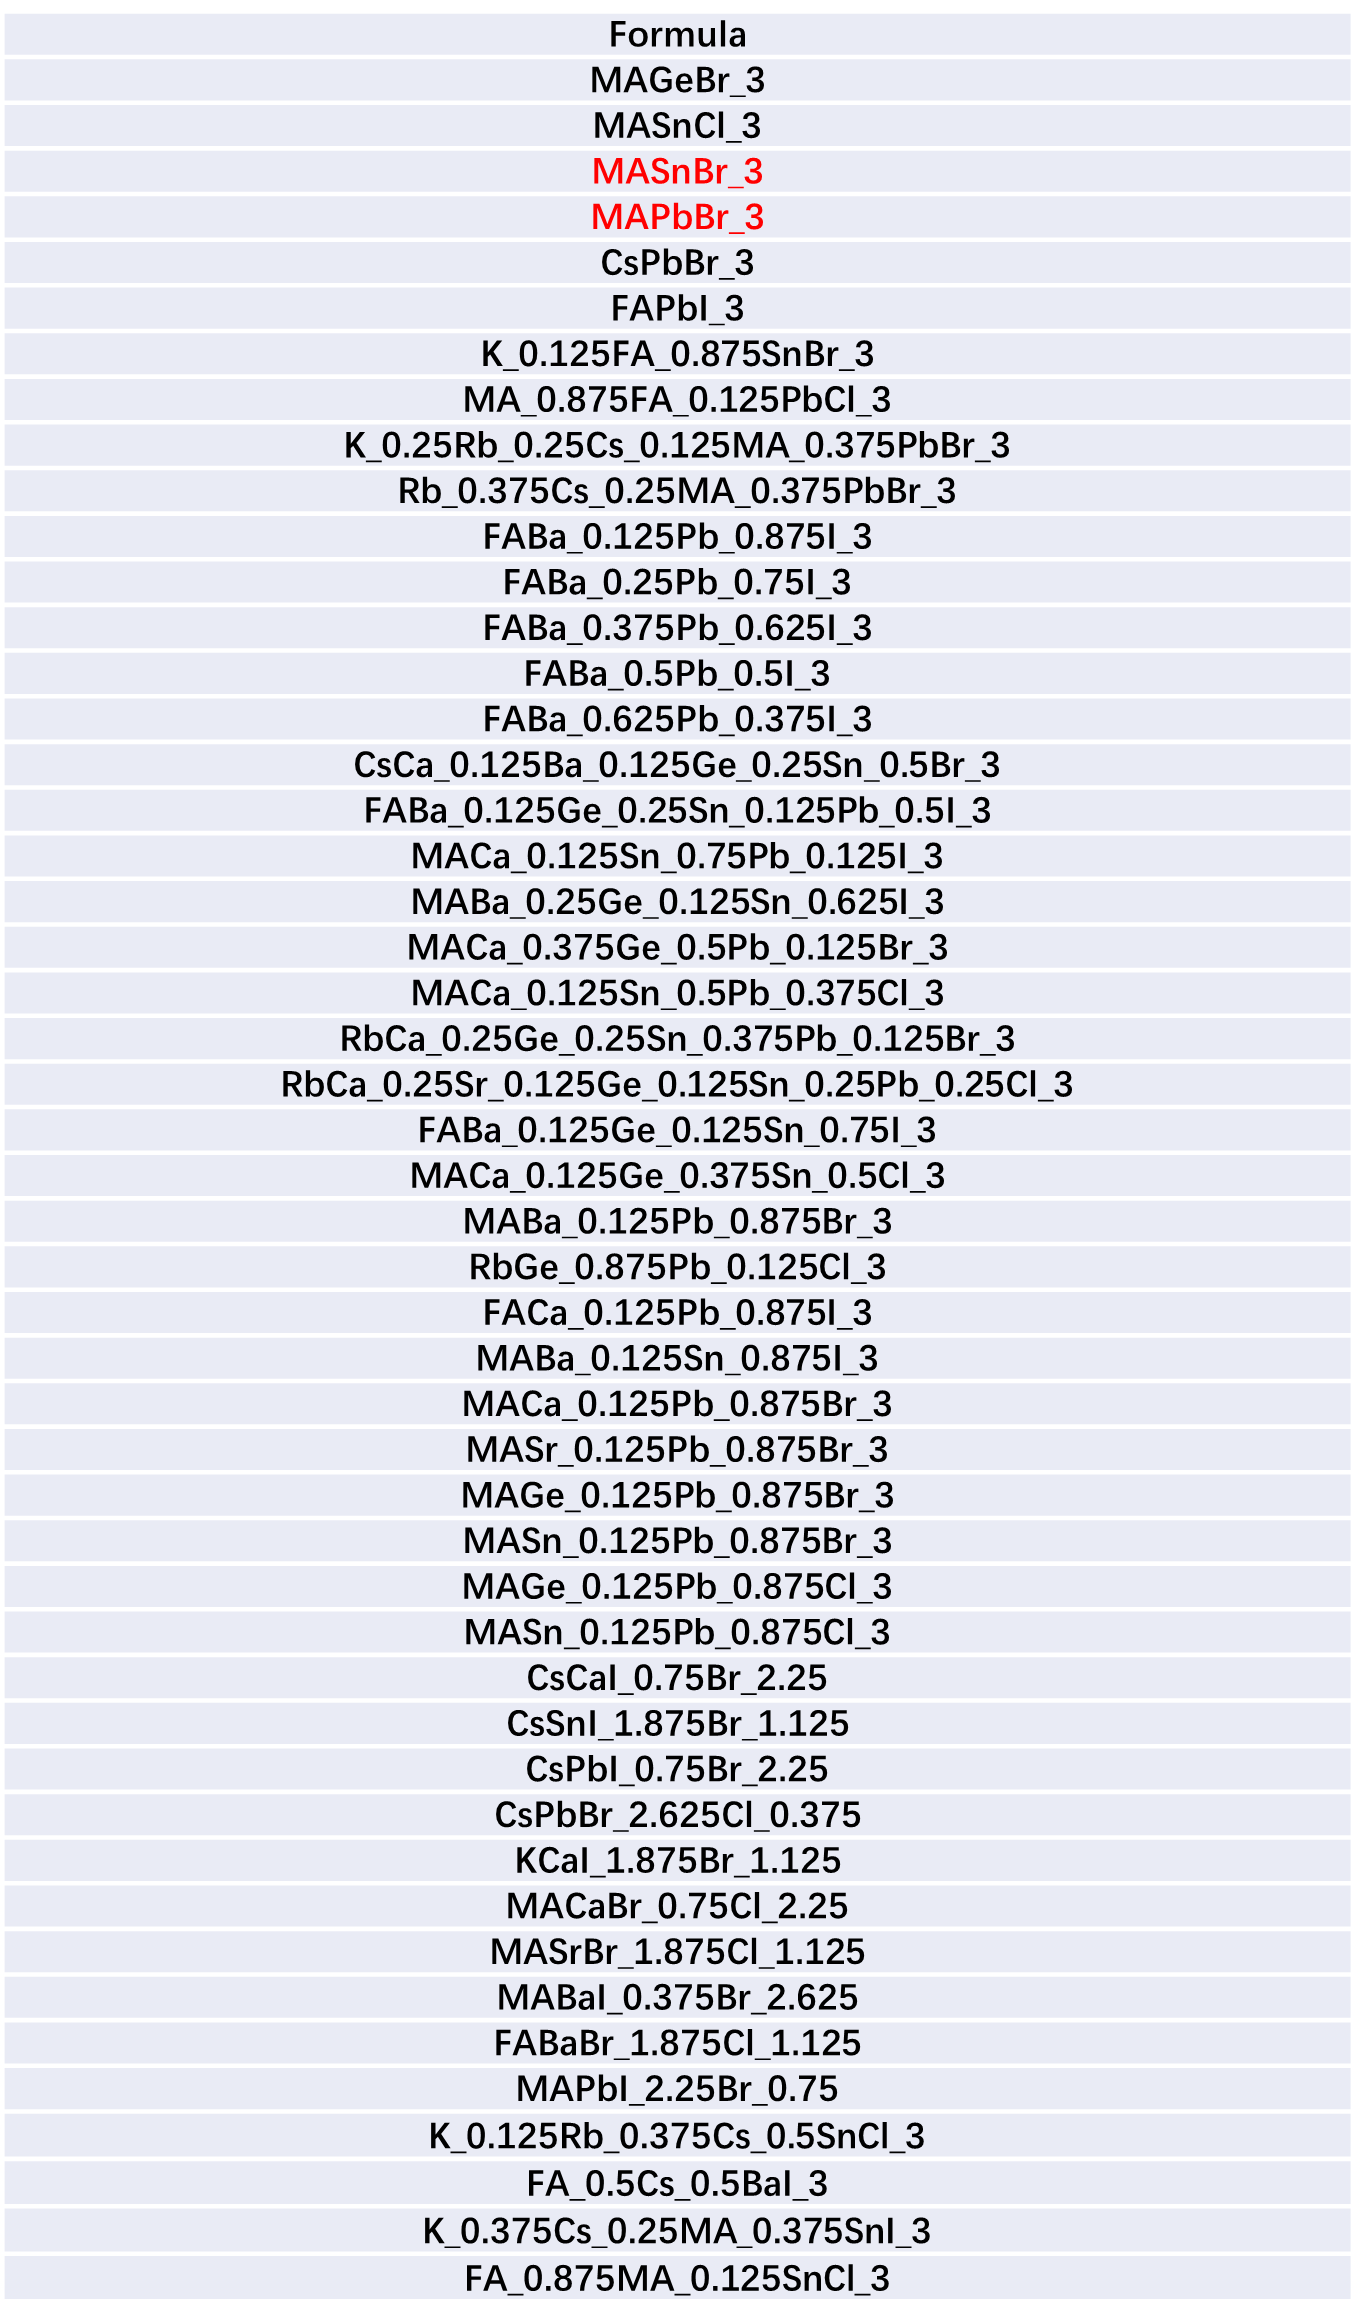 Formula
MAGeBr_3
MASnCl_3
MASnBr_3
MAPbBr_3
CsPbBr_3
FAPbI_3
K_0.125FA_0.875SnBr_3
MA_0.875FA_0.125PbCl_3
K_0.25Rb_0.25Cs_0.125MA_0.375PbBr_3
Rb_0.375Cs_0.25MA_0.375PbBr_3
FABa_0.125Pb_0.875I_3
FABa_0.25Pb_0.75I_3
FABa_0.375Pb_0.625I_3
FABa_0.5Pb_0.5I_3
FABa_0.625Pb_0.375I_3
CsCa_0.125Ba_0.125Ge_0.25Sn_0.5Br_3
FABa_0.125Ge_0.25Sn_0.125Pb_0.5I_3
MACa_0.125Sn_0.75Pb_0.125I_3
MABa_0.25Ge_0.125Sn_0.625I_3
MACa_0.375Ge_0.5Pb_0.125Br_3
MACa_0.125Sn_0.5Pb_0.375Cl_3
RbCa_0.25Ge_0.25Sn_0.375Pb_0.125Br_3
RbCa_0.25Sr_0.125Ge_0.125Sn_0.25Pb_0.25Cl_3
FABa_0.125Ge_0.125Sn_0.75I_3
MACa_0.125Ge_0.375Sn_0.5Cl_3
MABa_0.125Pb_0.875Br_3
RbGe_0.875Pb_0.125Cl_3
FACa_0.125Pb_0.875I_3
MABa_0.125Sn_0.875I_3
MACa_0.125Pb_0.875Br_3
MASr_0.125Pb_0.875Br_3
MAGe_0.125Pb_0.875Br_3
MASn_0.125Pb_0.875Br_3
MAGe_0.125Pb_0.875Cl_3
MASn_0.125Pb_0.875Cl_3
CsCaI_0.75Br_2.25
CsSnI_1.875Br_1.125
CsPbI_0.75Br_2.25
CsPbBr_2.625Cl_0.375
KCaI_1.875Br_1.125
MACaBr_0.75Cl_2.25
MASrBr_1.875Cl_1.125
MABaI_0.375Br_2.625
FABaBr_1.875Cl_1.125
MAPbI_2.25Br_0.75
K_0.125Rb_0.375Cs_0.5SnCl_3
FA_0.5Cs_0.5BaI_3
K_0.375Cs_0.25MA_0.375SnI_3
FA_0.875MA_0.125SnCl_3